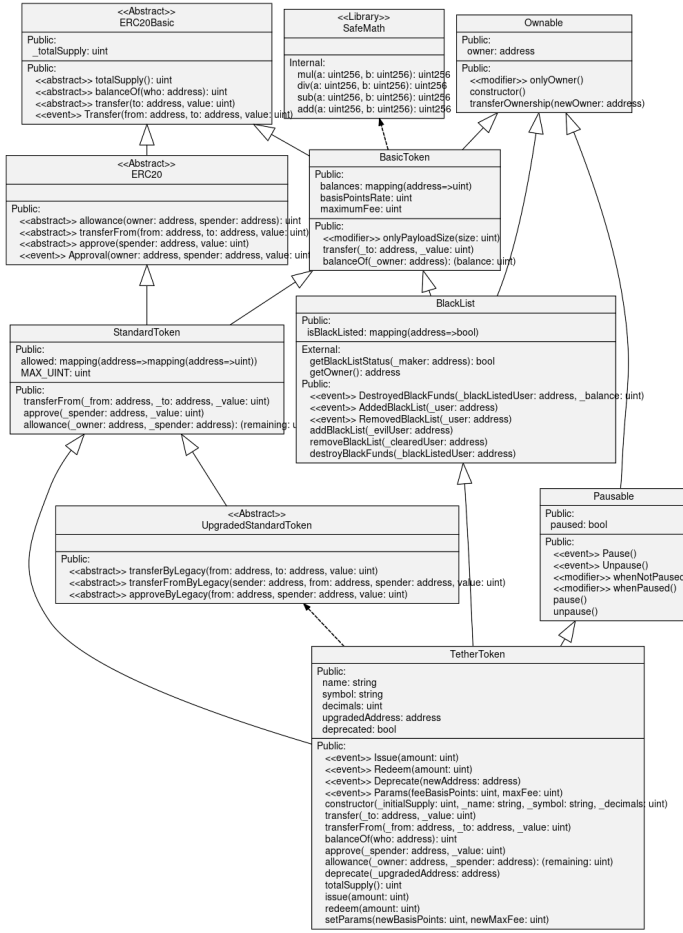 <<Abstract>>
ERC20Basic
Public:
_totalSupply: uint
Public:
<<abstract>> totalSupply(): uint
<<abstract>> balanceOf(who: address): uint
<<abstract>> transfer(to: address, value: uint)
<<event>> Transfer(from: address, to: address, value: uint)
<<Library>>
SafeMath
Internal:
mul(a: uint256, b: uint256): uint256
div(a: uint256, b: uint256): uint256
sub(a: uint256, b: uint256): uint256
add(a: uint256, b: uint256): uint256
Ownable
Public:
owner: address
Public:
<<modifier>> onlyOwner()
constructor()
transferOwnership(newOwner: address)
<<Abstract>>
ERC20
Public:
<<abstract>> allowance(owner: address, spender: address): uint
<<abstract>> transferFrom(from: address, to: address, value: uint)
<<abstract>> approve(spender: address, value: uint)
<<event>> Approval(owner: address, spender: address, value: uint)
BasicToken
Public:
balances: mapping(address=>uint)
basisPointsRate: uint
maximumFee: uint
Public:
<<modifier>> onlyPayloadSize(size: uint)
transfer(_to: address, _value: uint)
balanceOf(_owner: address): (balance: uint)
StandardToken
Public:
allowed: mapping(address=>mapping(address=>uint))
MAX_UINT: uint
Public:
transferFrom(_from: address, _to: address, _value: uint)
approve(_spender: address, _value: uint)
allowance(_owner: address, _spender: address): (remaining: u
BlackList
Public:
isBlackListed: mapping(address=>bool)
External:
getBlackListStatus(_maker: address): bool
getOwner(): address
Public:
<<event>> DestroyedBlackFunds(_blackListedUser: address, _balance: uint)
<<event>> AddedBlackList(_user: address)
<<event>> RemovedBlackList(_user: address)
addBlackList(_evilUser: address)
removeBlackList(_clearedUser: address)
destroyBlackFunds(_blackListedUser: address)
<<Abstract>>
UpgradedStandardToken
Public:
<<abstract>> transferByLegacy(from: address, to: address, value: uint)
<<abstract>> transferFromByLegacy(sender: address, from: address, spender: address, value: uint)
<<abstract>> approveByLegacy(from: address, spender: address, value: uint)
Pausable
Public:
paused: bool
Public:
<<event>> Pause()
<<event>> Unpause()
<<modifier>> whenNotPaused
<<modifier>> whenPaused()
pause()
unpause()
TetherToken
Public:
name: string
symbol: string
decimals: uint
upgradedAddress: address
deprecated: bool
Public:
<<event>> Issue(amount: uint)
<<event>> Redeem(amount: uint)
<<event>> Deprecate(newAddress: address)
<<event>> Params(feeBasisPoints: uint, maxFee: uint)
constructor(_initialSupply: uint, _name: string, _symbol: string, _decimals: uint)
transfer(_to: address, _value: uint)
transferFrom(_from: address, _to: address, _value: uint)
balanceOf(who: address): uint
approve(_spender: address, _value: uint)
allowance(_owner: address, _spender: address): (remaining: uint)
deprecate(_upgradedAddress: address)
totalSupply(): uint
issue(amount: uint)
redeem(amount: uint)
setParams(newBasisPoints: uint, newMaxFee: uint)